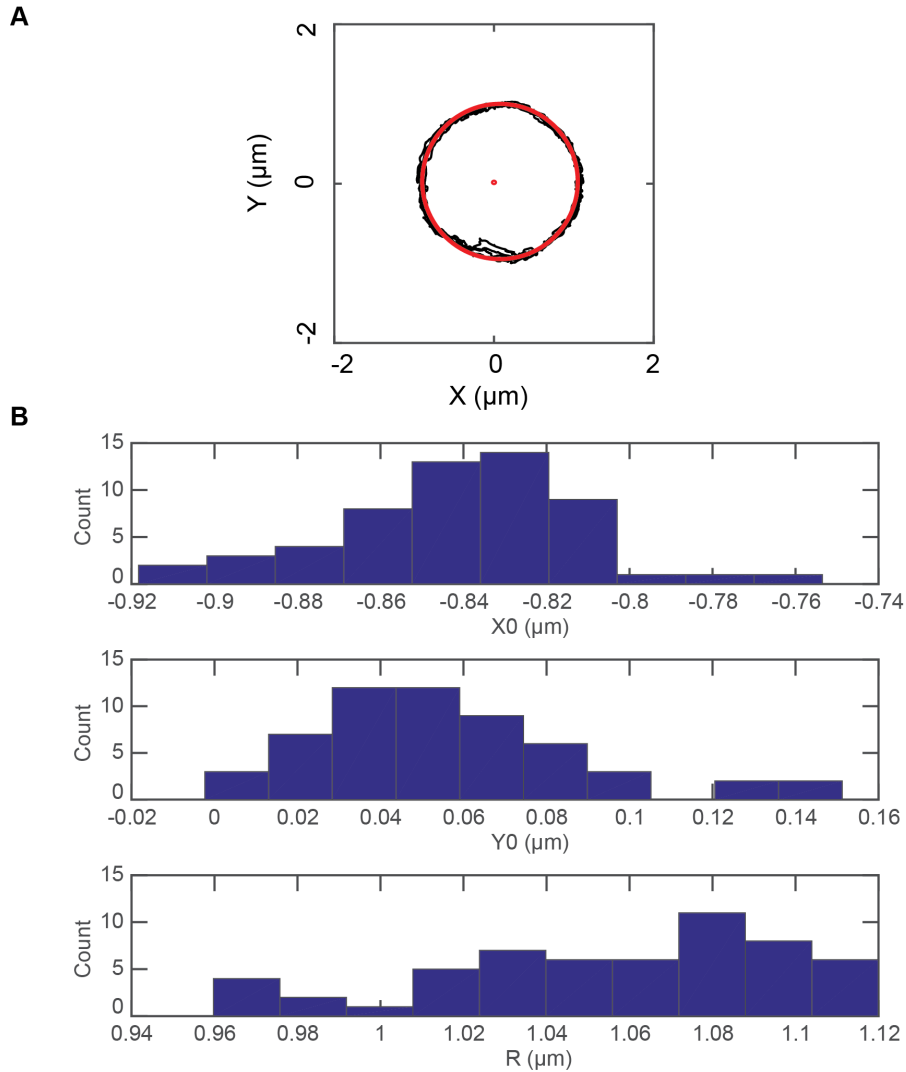 A
2
0
-2
Y (µm)
-2 0 2
X (µm)
B
15
10
5
0
Count
-0.92 -0.9 -0.88 -0.86 -0.84 -0.82 -0.8 -0.78 -0.76 -0.74
X0 (µm)
15
10
5
0
Count
-0.02 0 0.02 0.04 0.06 0.08 0.1 0.12 0.14 0.16
Y0 (µm)
15
10
5
0
Count
0.94 0.96 0.98 1 1.02 1.04 1.06 1.08 1.1 1.12
R (µm)